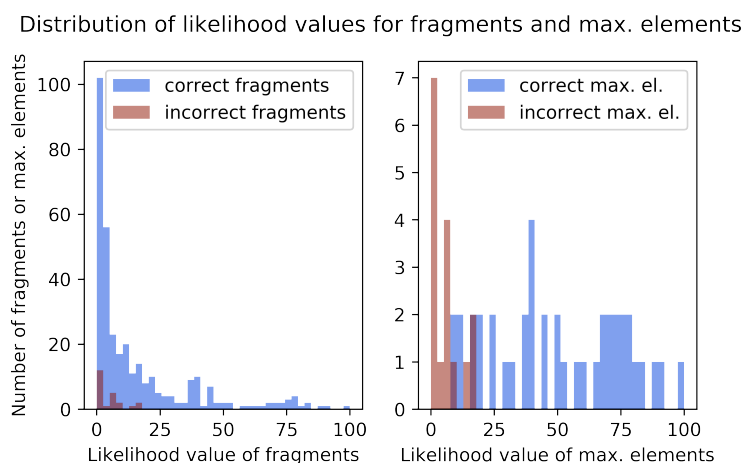 Distribution of likelihood values for fragments and max. elements
Number of fragments or max. elements
100
80
60
40
20
0
correct fragments
incorrect fragments
0 25 50 75 100
Likelihood value of fragments
7
6
5
4
3
2
1
0
correct max. el.
incorrect max. el.
0 25 50 75 100
Likelihood value of max. elements